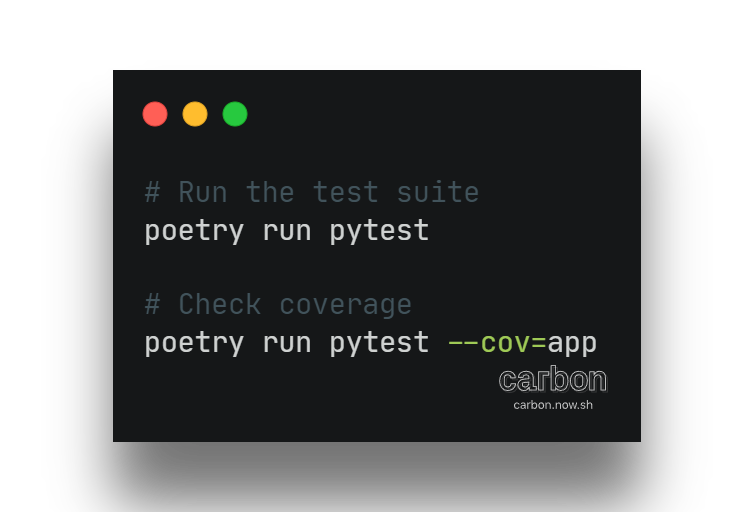 # Run the test suite
poetry run pytest

# Check coverage
poetry run pytest --cov=app
carbon
carbon.now.sh